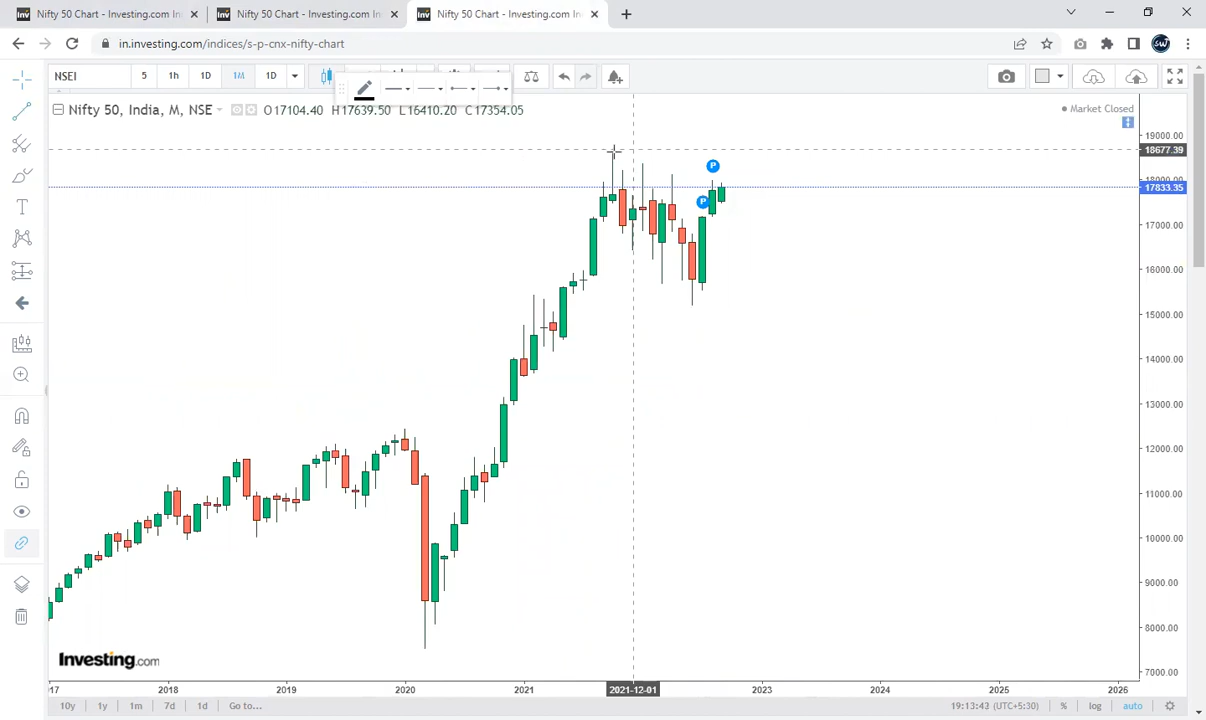 Nifty 50 Chart - Investing.com In
Nifty 50 Chart - Investing.com In
Nifty 50 Chart - Investing.com In
in.investing.com/indices/s-p-cnx-nifty-chart
NSEI 5 1h 1D 1M 1D
Nifty 50, India, M, NSE O17104.40 H17639.50 L16410.20 C17354.05
Market Closed
19000.00
18677.39
18000.00
17833.35
17000.00
16000.00
15000.00
14000.00
13000.00
12000.00
11000.00
10000.00
9000.00
8000.00
7000.00
P
P
Investing.com
2018 2019 2020 2021 2021-12-01 2023 2024 2025 2026
10y 1y 1m 7d 1d Go to... 19:13:43 (UTC+5:30) % log auto